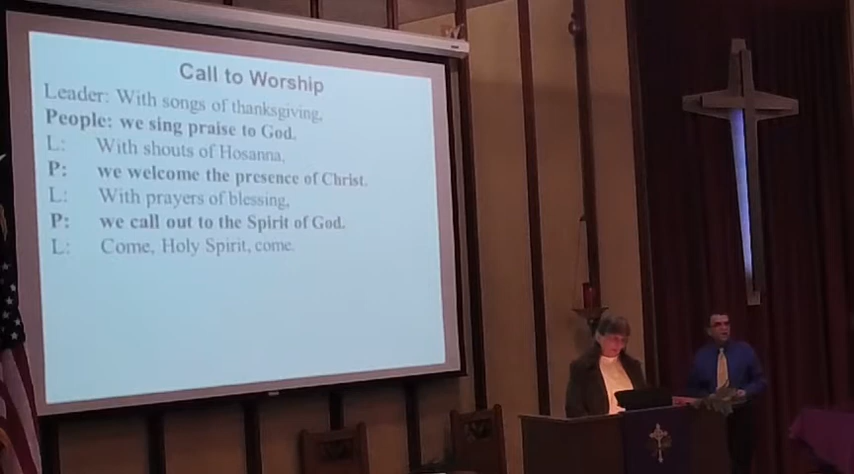 Call to Worship
Leader: With songs of thanksgiving,
People: we sing praise to God.
L: With shouts of Hosanna,
P: we welcome the presence of Christ.
L: With prayers of blessing,
P: we call out to the Spirit of God.
L: Come, Holy Spirit, come.